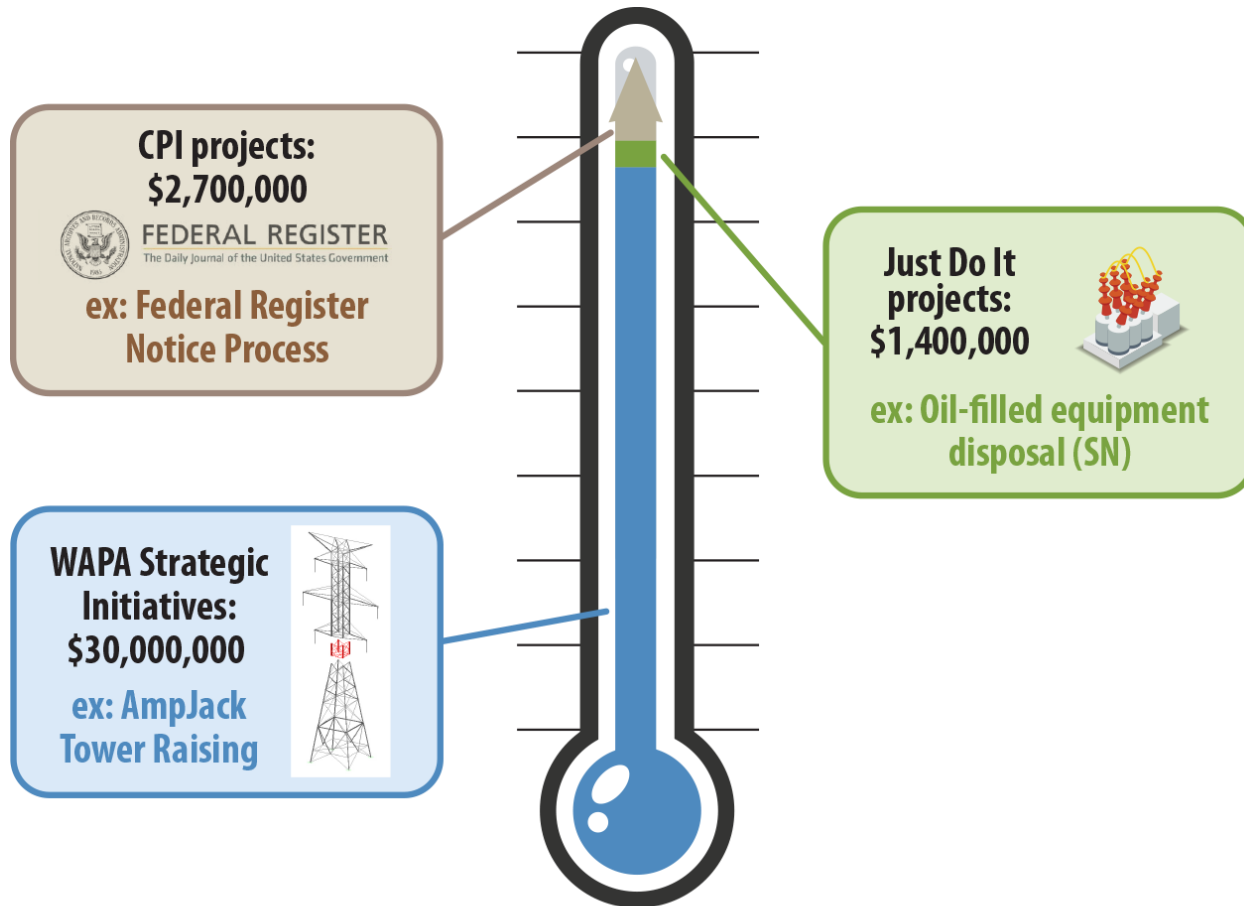 CPI projects:
$2,700,000
FEDERAL REGISTER
The Daily Journal of the United States Government
ex: Federal Register
Notice Process
Just Do It
projects:
$1,400,000
ex: Oil-filled equipment
disposal (SN)
WAPA Strategic
Initiatives:
$30,000,000
ex: AmpJack
Tower Raising